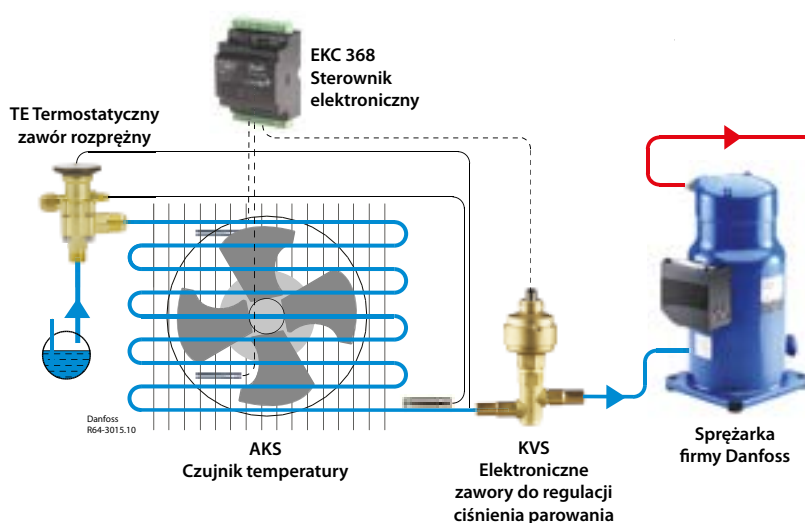 EKC 368
Sterownik
elektroniczny
TE Termostatyczny
zawór rozprężny
Danfoss
R64-3015.10
AKS
Czujnik temperatury
KVS
Elektroniczne
zawory do regulacji
ciśnienia parowania
Sprężarka
firmy Danfoss